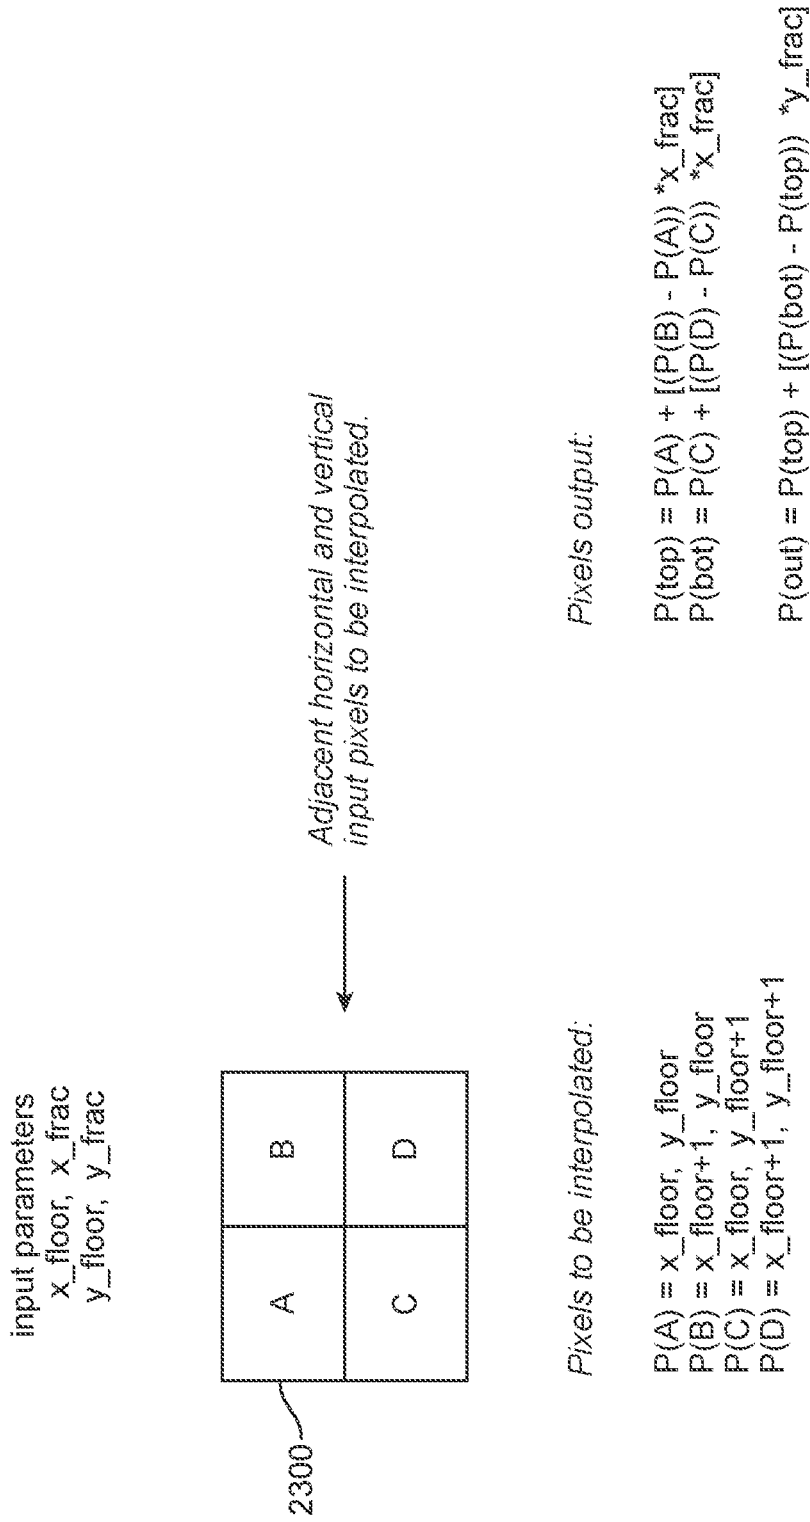 input parameters
x_floor, x_frac
y_floor, y_frac
2300
A
B
C
D
Adjacent horizontal and vertical
input pixels to be interpolated.
Pixels to be interpolated:
P(A) = x_floor, y_floor
P(B) = x_floor+1, y_floor
P(C) = x_floor, y_floor+1
P(D) = x_floor+1, y_floor+1
Pixels output:
P(top) = P(A) + [(P(B) - P(A)) *x_frac]
P(bot) = P(C) + [(P(D) - P(C)) *x_frac]
P(out) = P(top) + [(P(bot) - P(top)) *y_frac]